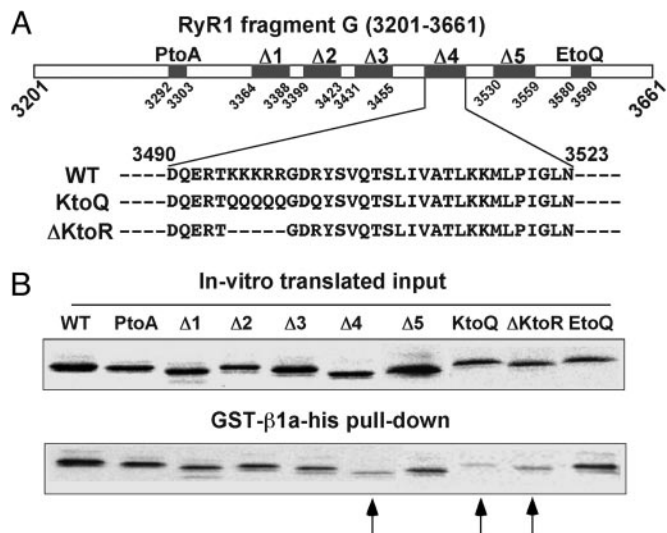 A
RyR1 fragment G (3201-3661)
PtoA Δ1 Δ2 Δ3 Δ4 Δ5 EtoQ
3201 3292 3303 3364 3388 3399 3423 3431 3455 3530 3559 3580 3590 3661
3490 3523
WT ----DQERTKKKRRGDRYSVQTSLIVATLKKMLPIGLN----
KtoQ ----DQERTQQQQQGDQYSVQTSLIVATLKKMLPIGLN----
ΔKtoR ----DQERT-----GDRYSVQTSLIVATLKKMLPIGLN----
B
In-vitro translated input
WT PtoA Δ1 Δ2 Δ3 Δ4 Δ5 KtoQ ΔKtoR EtoQ
GST-β1a-his pull-down